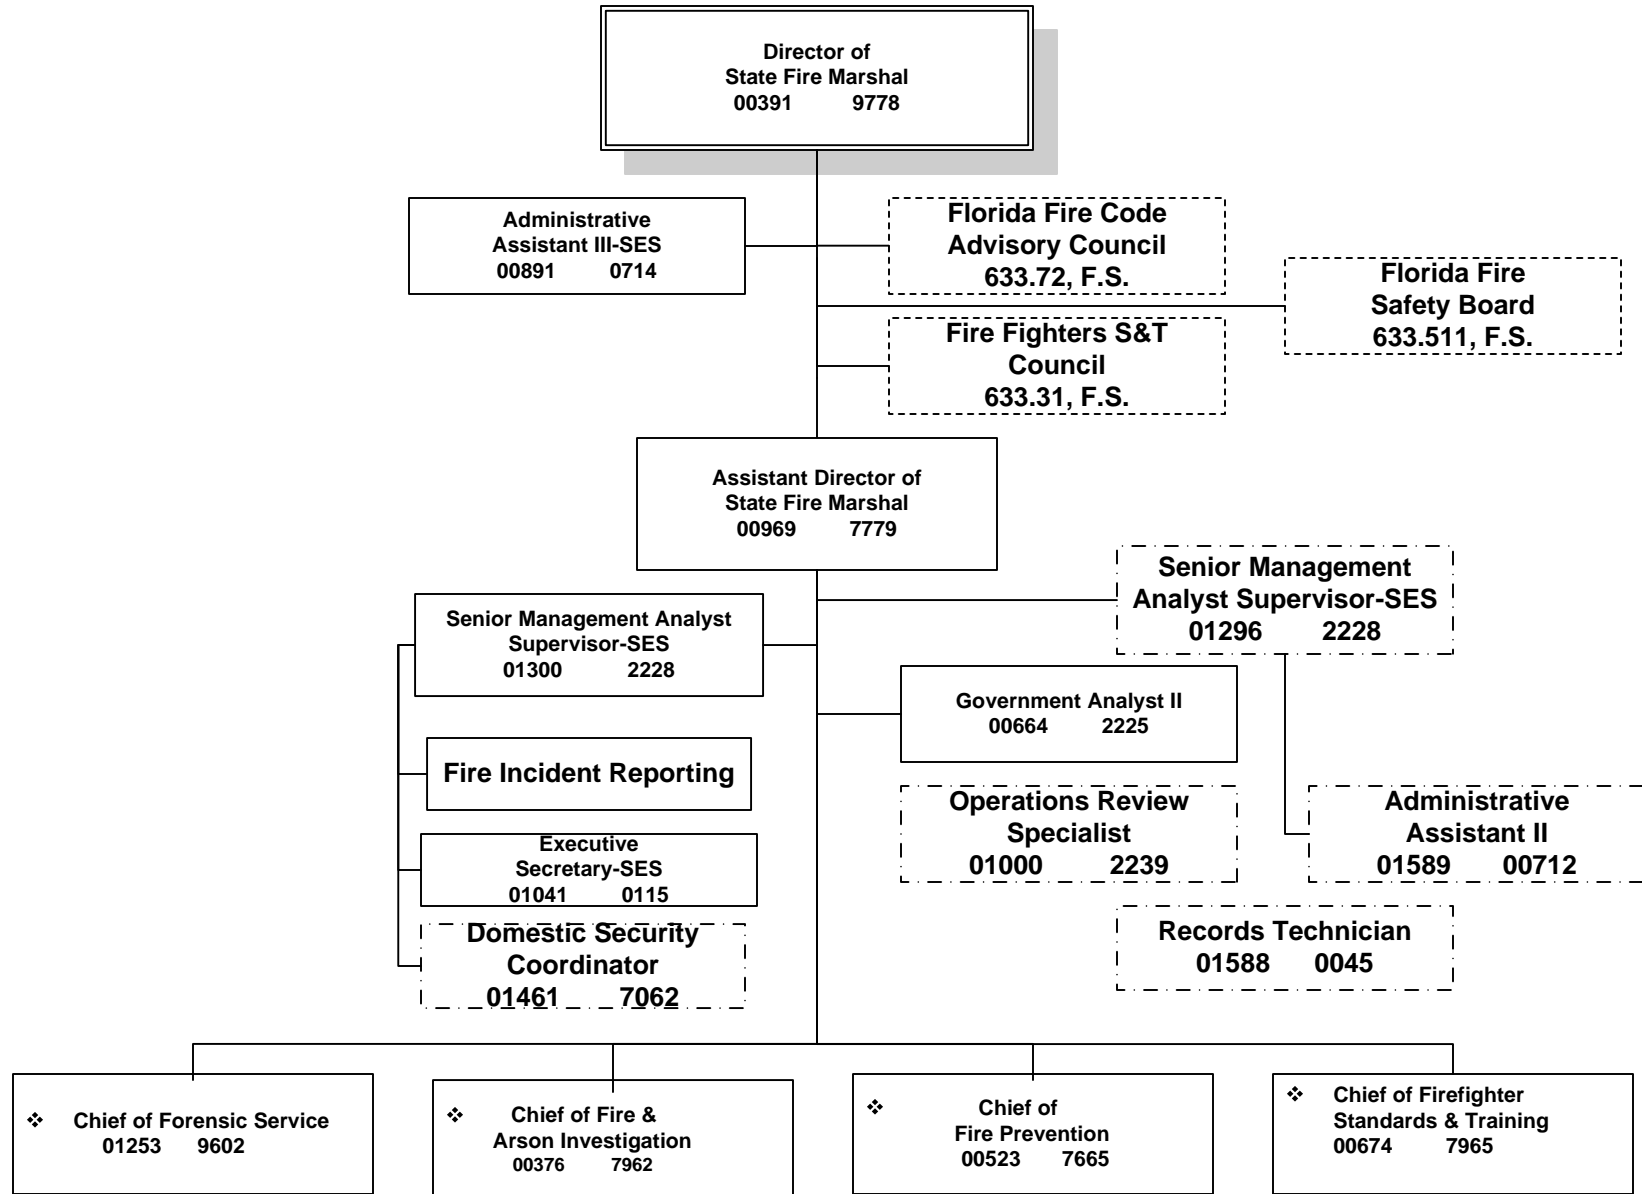 Director of
State Fire Marshal
00391 9778
Administrative
Assistant III-SES
00891 0714
Florida Fire Code
Advisory Council
633.72, F.S.
Florida Fire
Safety Board
633.511, F.S.
Fire Fighters S&T
Council
633.31, F.S.
Assistant Director of
State Fire Marshal
00969 7779
Senior Management
Analyst Supervisor-SES
01296 2228
Senior Management Analyst
Supervisor-SES
01300 2228
Government Analyst II
00664 2225
Fire Incident Reporting
Operations Review
Specialist
01000 2239
Administrative
Assistant II
01589 00712
Executive
Secretary-SES
01041 0115
Records Technician
01588 0045
Domestic Security
Coordinator
01461 7062
❖ Chief of Forensic Service
01253 9602
❖ Chief of Fire &
Arson Investigation
00376 7962
❖ Chief of
Fire Prevention
00523 7665
❖ Chief of Firefighter
Standards & Training
00674 7965